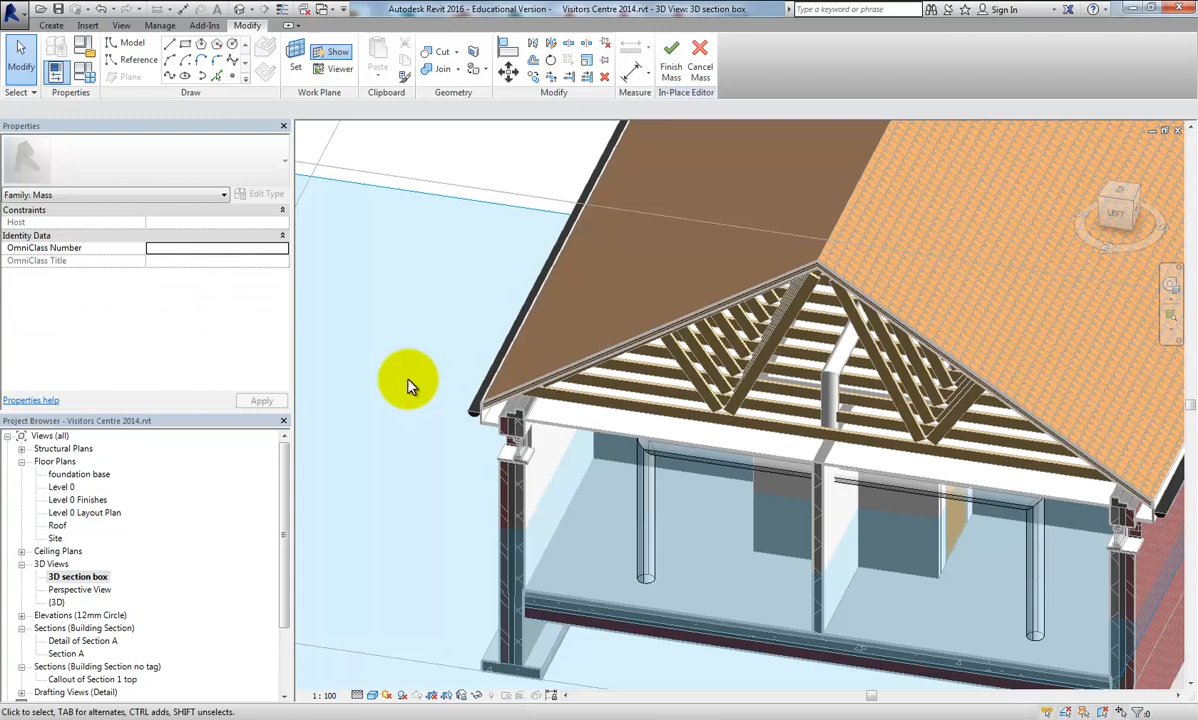 Autodesk Revit 2016 - Educational Version - Visitors Centre 2014.rvt - 3D View: 3D section box
Type a keyword or phrase
Sign In
Create Insert View Manage Add-Ins Modify
Modify
Model
Reference
Plane
Set
Show
Viewer
Paste
Cut
Join
Finish
Mass
Cancel
Mass
Select Properties Draw Work Plane Clipboard Geometry Modify Measure In-Place Editor
Properties
Family: Mass
Edit Type
Constraints
Host
Identity Data
OmniClass Number
OmniClass Title
Properties help
Apply
Project Browser - Visitors Centre 2014.rvt
Views (all)
Structural Plans
Floor Plans
foundation base
Level 0
Level 0 Finishes
Level 0 Layout Plan
Roof
Site
Ceiling Plans
3D Views
3D section box
Perspective View
{3D}
Elevations (12mm Circle)
Sections (Building Section)
Detail of Section A
Section A
Sections (Building Section no tag)
Callout of Section 1 top
Drafting Views (Detail)
LEFT
1 : 100
Click to select, TAB for alternates, CTRL adds, SHIFT unselects.
:0